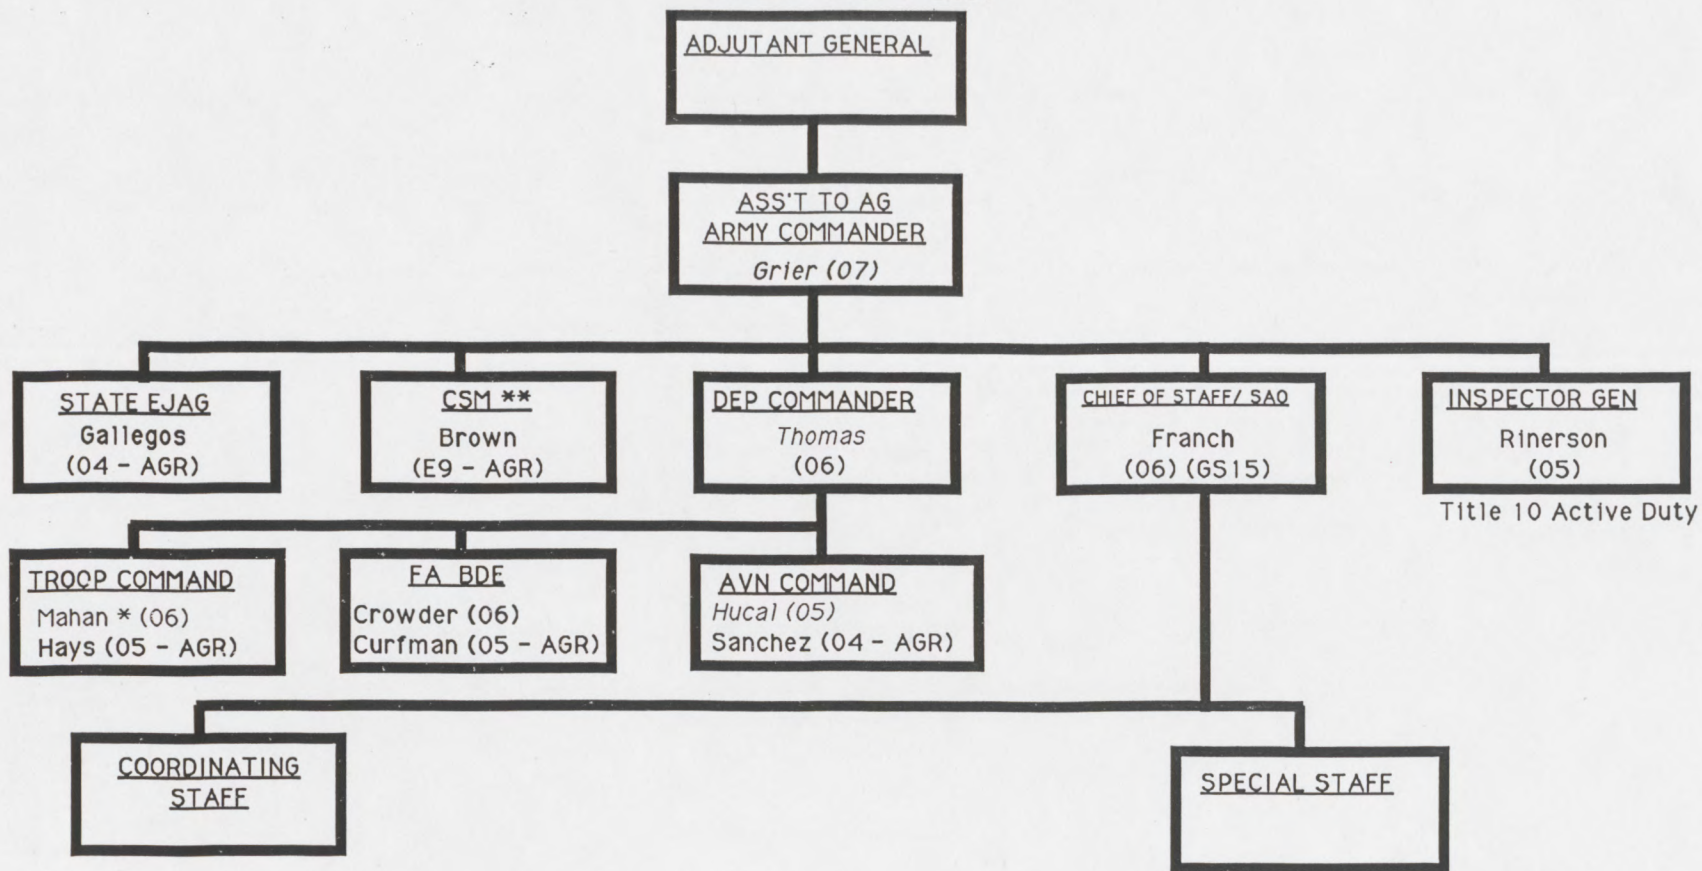 ADJUTANT GENERAL
ASS'T TO AG
ARMY COMMANDER
Grier (07)
STATE EJAG
Gallegos
(04 - AGR)
CSM **
Brown
(E9 - AGR)
DEP COMMANDER
Thomas
(06)
CHIEF OF STAFF/ SAO
Franch
(06) (GS15)
INSPECTOR GEN
Rinerson
(05)
Title 10 Active Duty
TROOP COMMAND
Mahan * (06)
Hays (05 - AGR)
FA BDE
Crowder (06)
Curfman (05 - AGR)
AVN COMMAND
Hucal (05)
Sanchez (04 - AGR)
COORDINATING
STAFF
SPECIAL STAFF